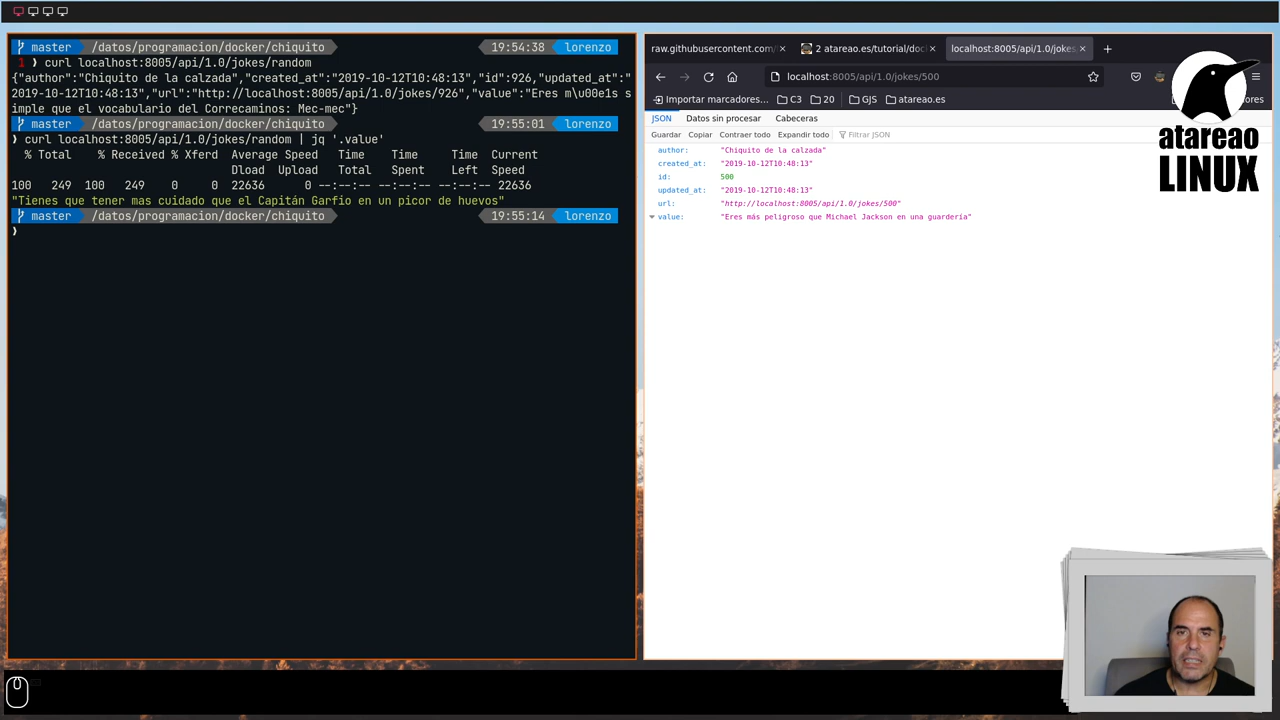 master /datos/programacion/docker/chiquito 19:54:38 lorenzo
1 ❯ curl localhost:8005/api/1.0/jokes/random
{"author":"Chiquito de la calzada","created_at":"2019-10-12T10:48:13","id":926,"updated_at":"
2019-10-12T10:48:13","url":"http://localhost:8005/api/1.0/jokes/926","value":"Eres m\u00e1s s
imple que el vocabulario del Correcaminos: Mec-mec"}
master /datos/programacion/docker/chiquito 19:55:01 lorenzo
❯ curl localhost:8005/api/1.0/jokes/random | jq '.value'
% Total % Received % Xferd Average Speed Time Time Time Current
Dload Upload Total Spent Left Speed
100 249 100 249 0 0 22636 0 --:--:-- --:--:-- --:--:-- 22636
"Tienes que tener mas cuidado que el Capitán Garfio en un picor de huevos"
master /datos/programacion/docker/chiquito 19:55:14 lorenzo
❯
raw.githubusercontent.com/ 2 atareao.es/tutorial/doc localhost:8005/api/1.0/jokes.
localhost:8005/api/1.0/jokes/500
Importar marcadores... C3 20 GJS atareao.es
JSON Datos sin procesar Cabeceras
Guardar Copiar Contraer todo Expandir todo Filtrar JSON
author: "Chiquito de la calzada"
created_at: "2019-10-12T10:48:13"
id: 500
updated_at: "2019-10-12T10:48:13"
url: "http://localhost:8005/api/1.0/jokes/500"
value: "Eres más peligroso que Michael Jackson en una guardería"
atareao
LINUX